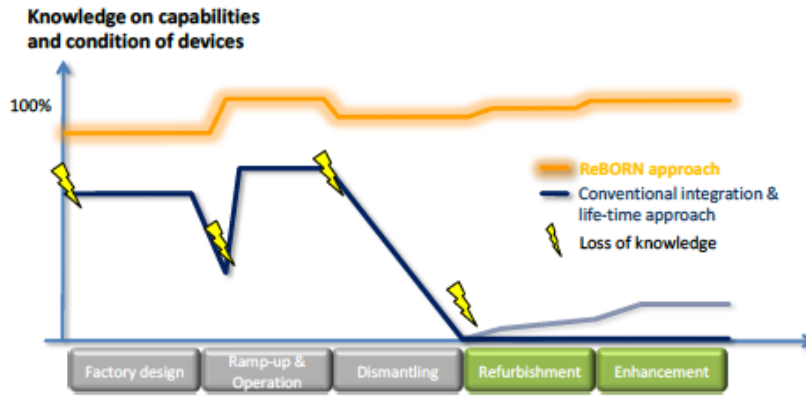 Knowledge on capabilities
and condition of devices
100%
ReBORN approach
Conventional integration &
life-time approach
Loss of knowledge
Factory design
Ramp-up &
Operation
Dismantling
Refurbishment
Enhancement